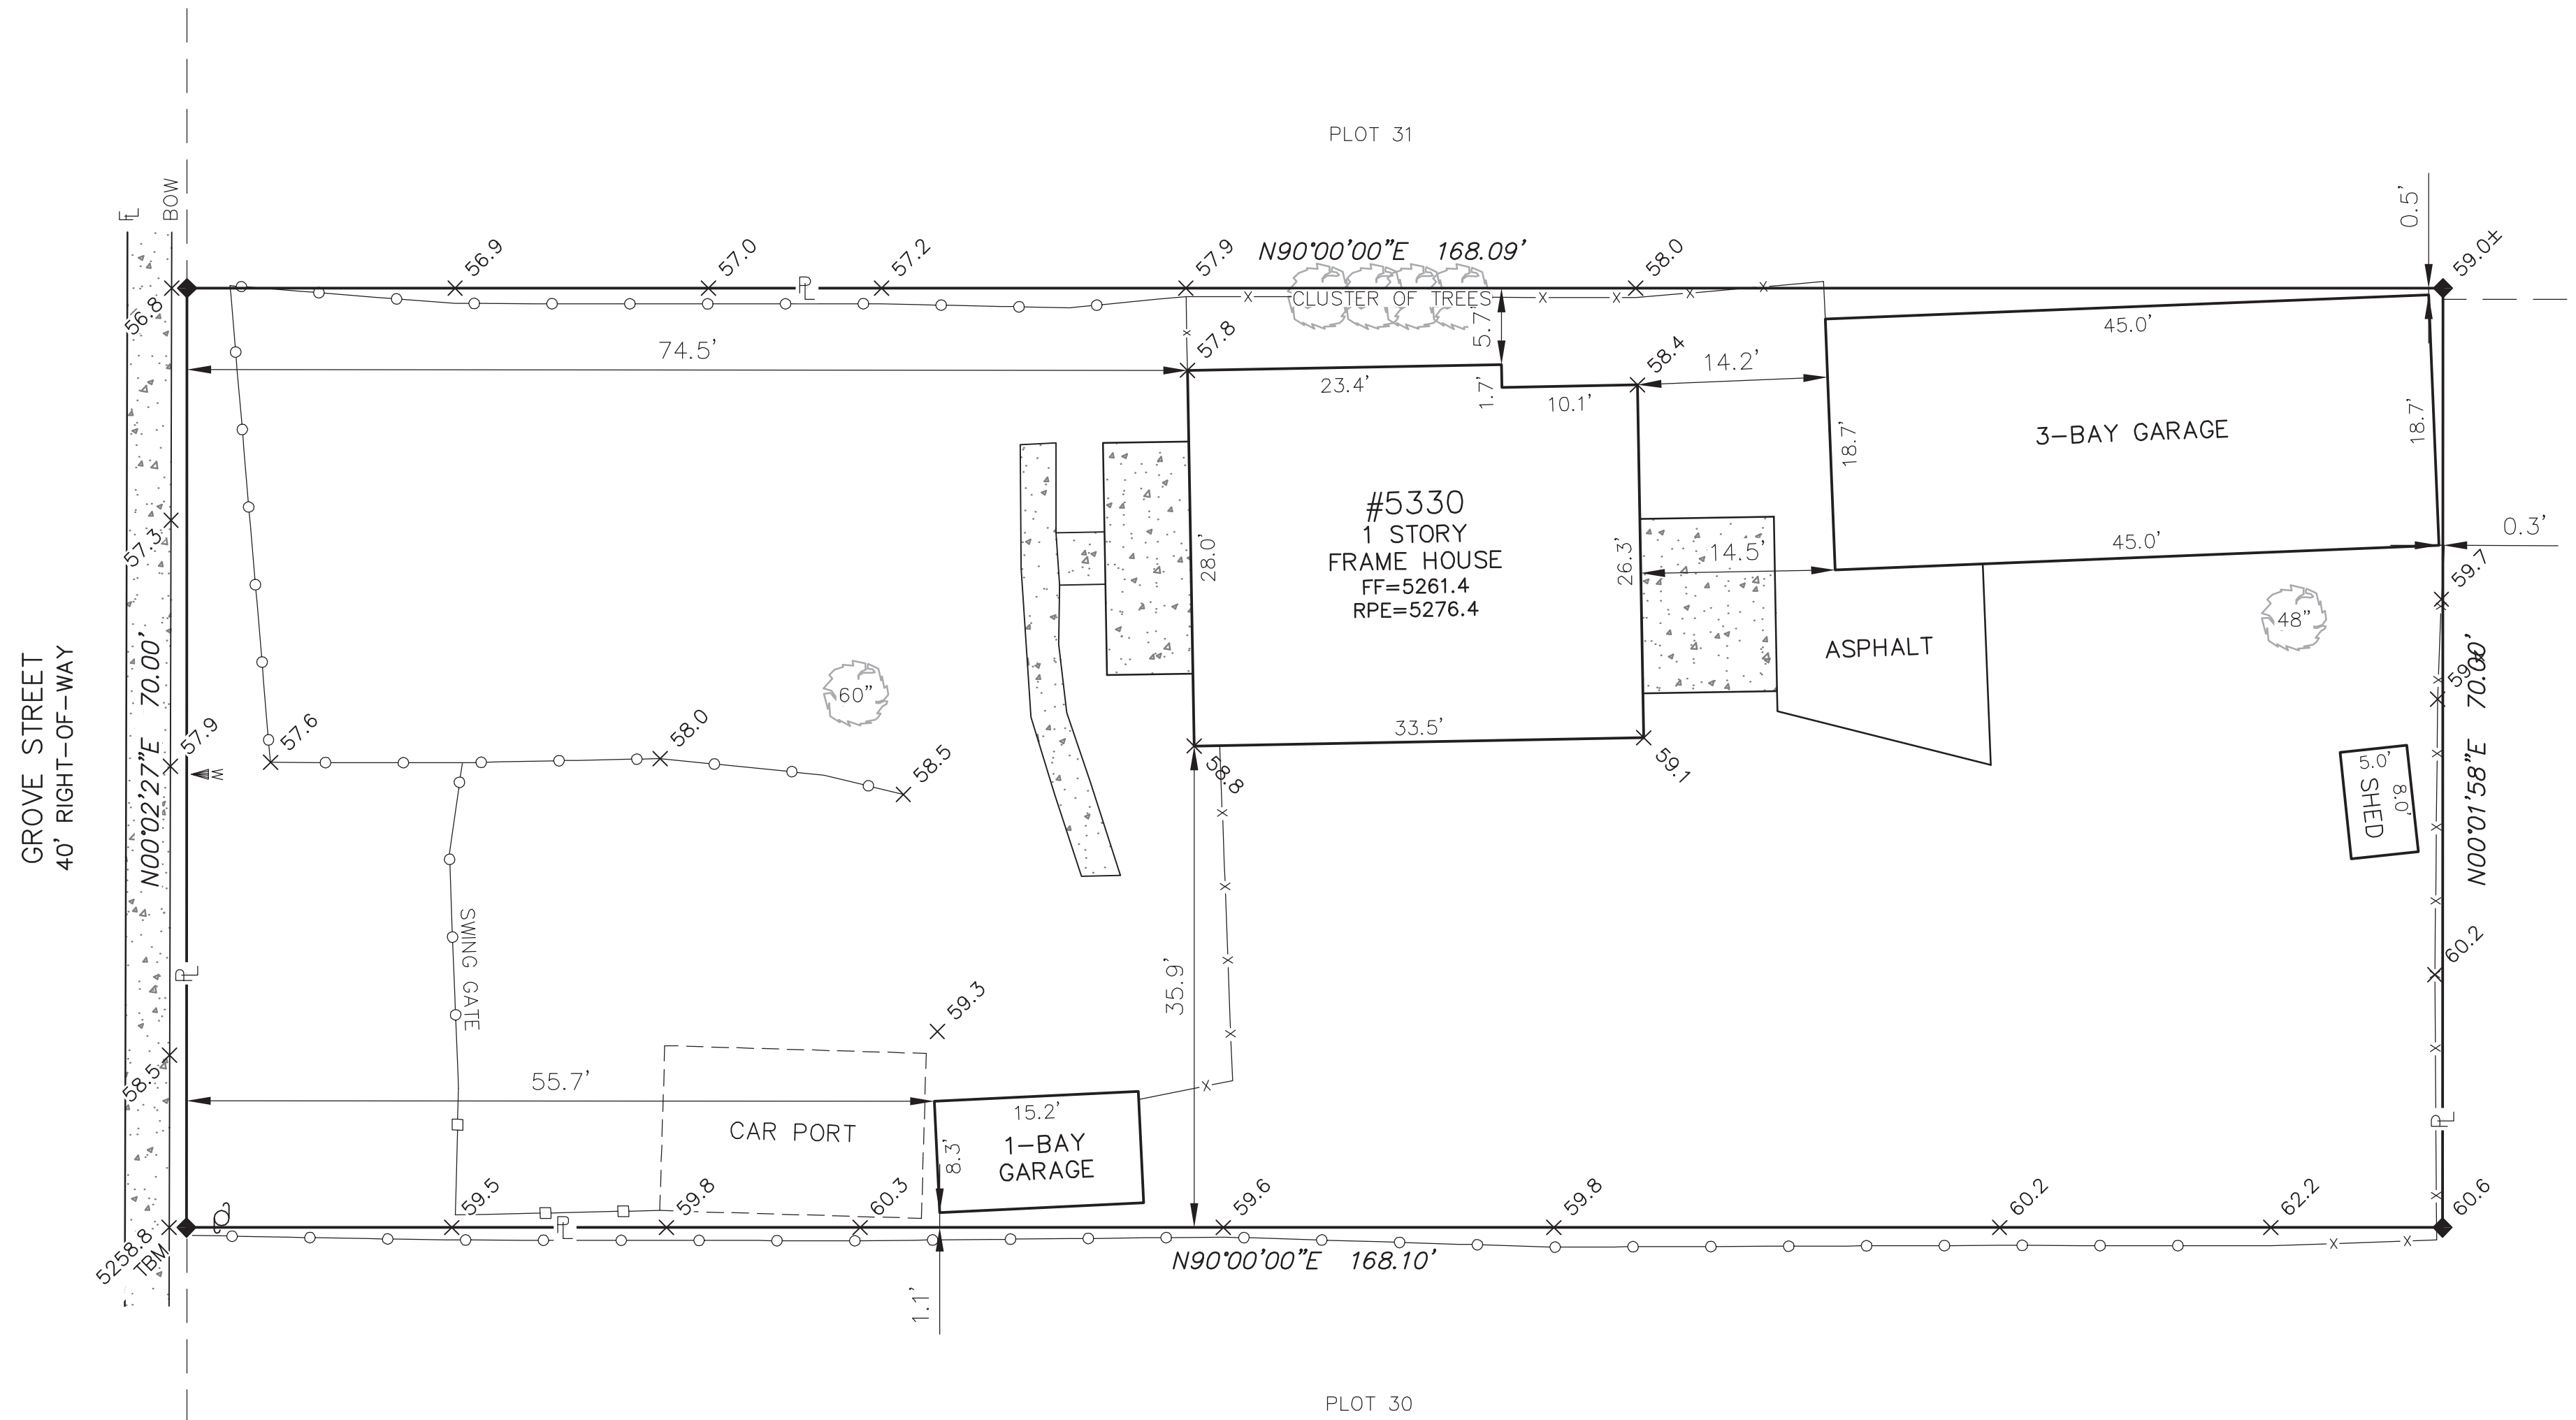 PLOT 31
FL
BOW
0.5'
56.9
57.0
57.2
57.9
N90°00'00"E 168.09'
58.0
59.0±
PL
56.8
CLUSTER OF TREES
5.7'
74.5'
57.8
58.4
14.2'
45.0'
23.4'
1.7'
10.1'
18.7'
3-BAY GARAGE
18.7'
#5330
1 STORY
FRAME HOUSE
FF=5261.4
RPE=5276.4
28.0'
26.3'
14.5'
45.0'
0.3'
57.3
59.7
48"
ASPHALT
60"
GROVE STREET
40' RIGHT-OF-WAY
N00°02'27"E 70.00'
57.9
W
57.6
58.0
58.5
33.5'
58.8
59.1
5.0'
8.0'
SHED
N00°01'58"E 70.00'
SWING GATE
PL
35.9'
60.2
59.3
58.5
55.7'
CAR PORT
15.2'
8.3'
1-BAY
GARAGE
PL
59.5
59.8
60.3
59.6
59.8
60.2
62.2
60.6
PL
5258.8
TBM
N90°00'00"E 168.10'
1.1'
PLOT 30